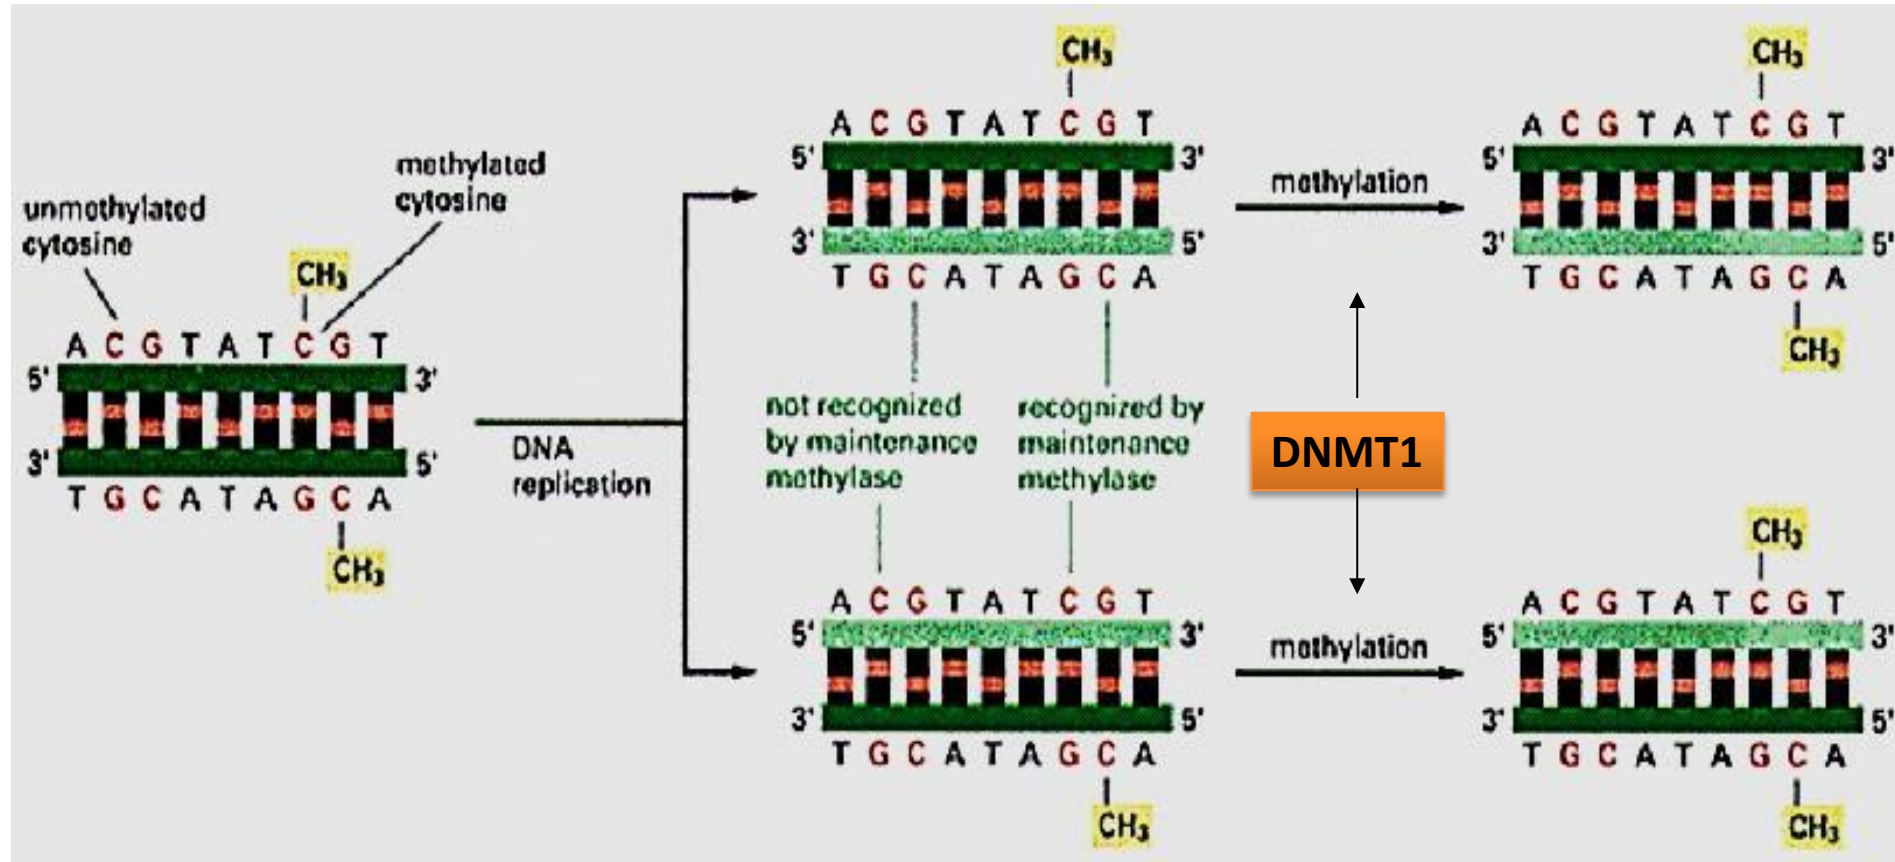 unmethylated
cytosine
methylated
cytosine
CH₃
A C G T A T C G T
5' 3'
3' 5'
T G C A T A G C A
CH₃
DNA
replication
CH₃
A C G T A T C G T
5' 3'
3' 5'
T G C A T A G C A
not recognized
by maintenance
methylase
recognized by
maintenance
methylase
A C G T A T C G T
5' 3'
3' 5'
T G C A T A G C A
CH₃
methylation
DNMT1
methylation
CH₃
A C G T A T C G T
5' 3'
3' 5'
T G C A T A G C A
CH₃
CH₃
A C G T A T C G T
5' 3'
3' 5'
T G C A T A G C A
CH₃